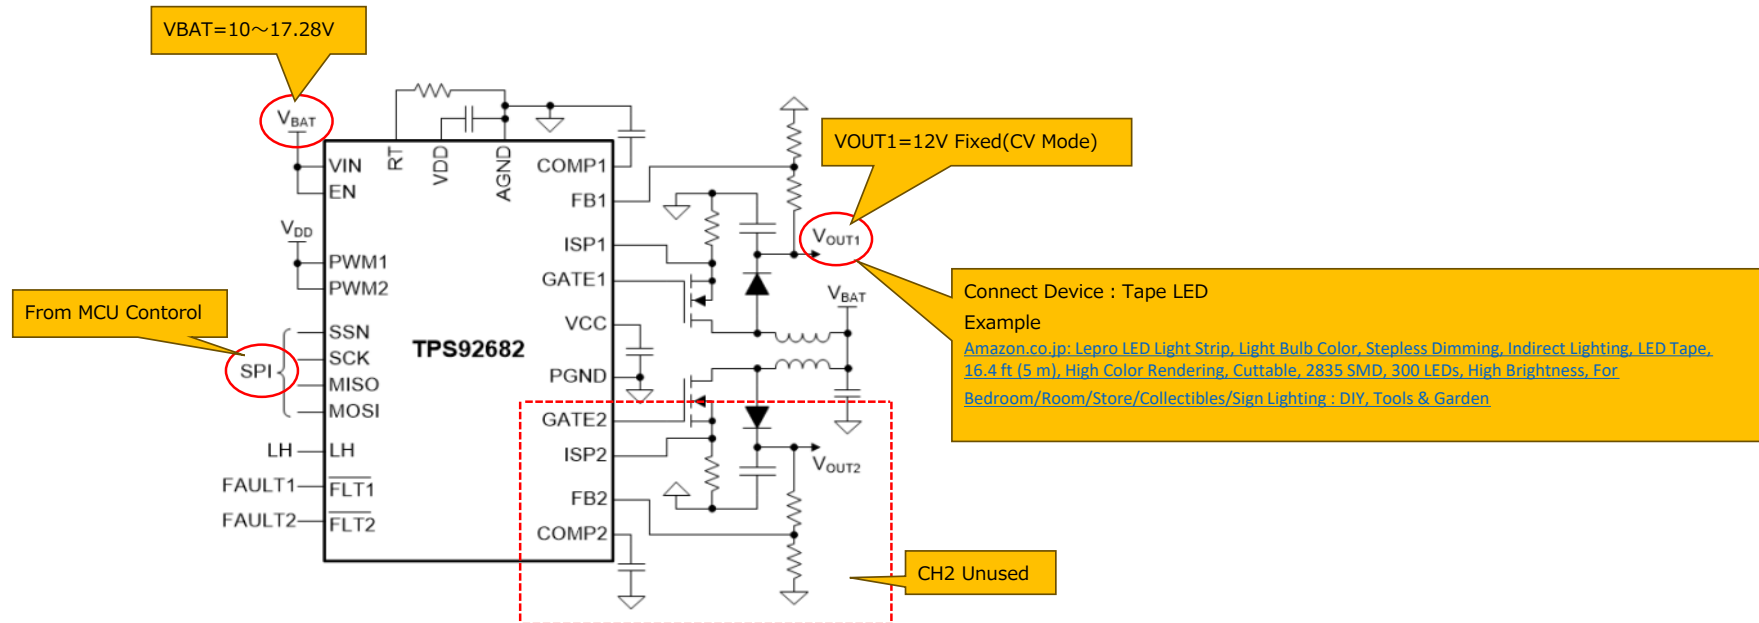 VBAT=10～17.28V
VBAT
RT
VDD
AGND
VIN
EN
COMP1
FB1
VOUT1=12V Fixed(CV Mode)
VDD
ISP1
VOUT1
PWM1
PWM2
GATE1
VBAT
Connect Device : Tape LED
Example
Amazon.co.jp: Lepro LED Light Strip, Light Bulb Color, Stepless Dimming, Indirect Lighting, LED Tape,
16.4 ft (5 m), High Color Rendering, Cuttable, 2835 SMD, 300 LEDs, High Brightness, For
Bedroom/Room/Store/Collectibles/Sign Lighting : DIY, Tools & Garden
From MCU Contorol
SSN
SCK
MISO
MOSI
SPI
TPS92682
VCC
PGND
GATE2
ISP2
VOUT2
LH
LH
FAULT1
FLT1
FAULT2
FLT2
FB2
COMP2
CH2 Unused